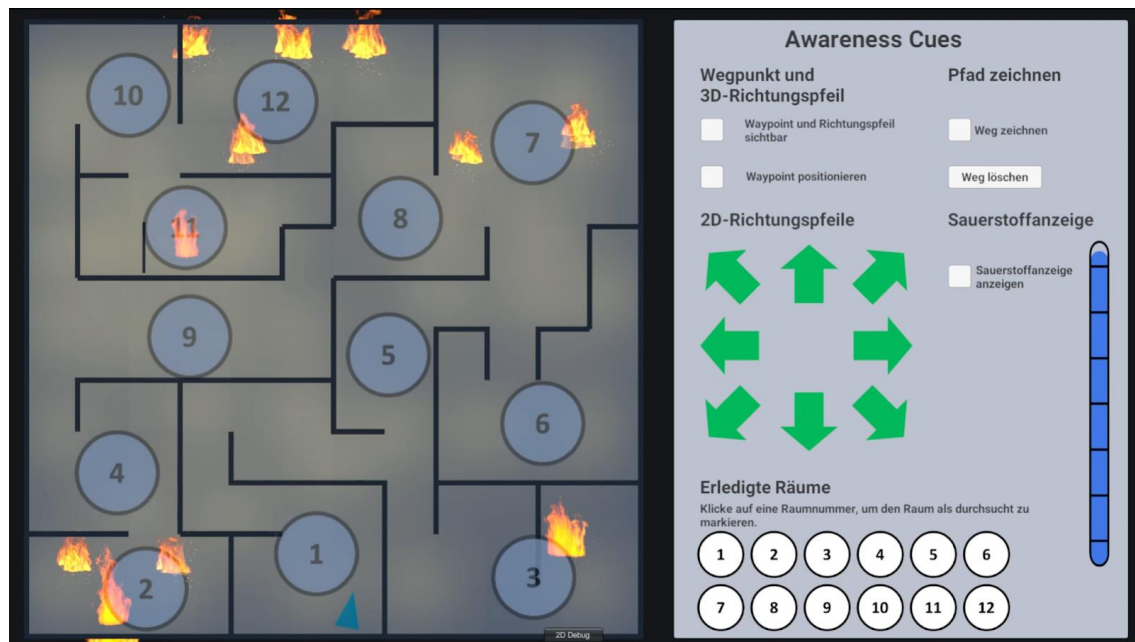 10
12
7
11
8
9
5
6
4
1
2
3
2D Debug
Awareness Cues
Wegpunkt und
3D-Richtungspfeil
Waypoint und Richtungspfeil
sichtbar
Waypoint positionieren
Pfad zeichnen
Weg zeichnen
Weg löschen
2D-Richtungspfeile
Sauerstoffanzeige
Sauerstoffanzeige
anzeigen
Erledigte Räume
Klicke auf eine Raumnummer, um den Raum als durchsucht zu
markieren.
1 2 3 4 5 6
7 8 9 10 11 12